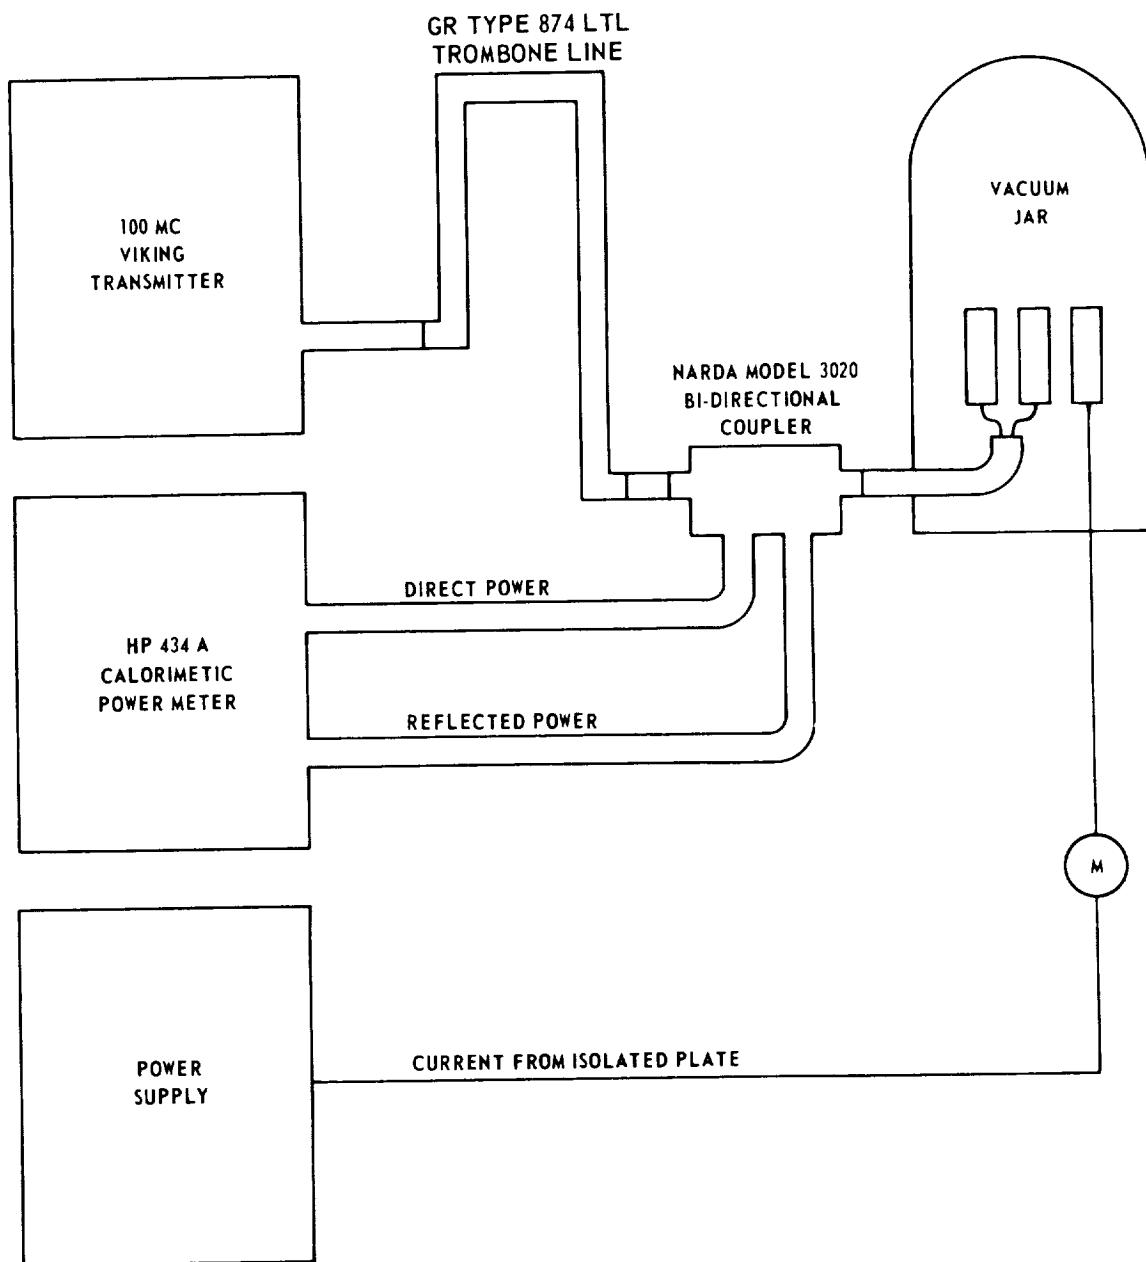 GR TYPE 874 LTL
TROMBONE LINE
100 MC
VIKING
TRANSMITTER
VACUUM
JAR
NARDA MODEL 3020
BI-DIRECTIONAL
COUPLER
DIRECT POWER
HP 434 A
CALORIMETIC
POWER METER
REFLECTED POWER
M
POWER
SUPPLY
CURRENT FROM ISOLATED PLATE